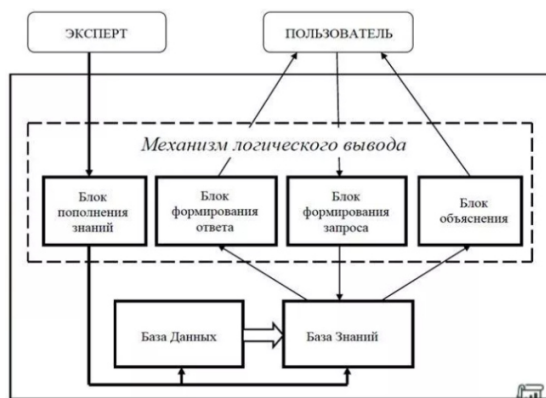 ЭКСПЕРТ
ПОЛЬЗОВАТЕЛЬ
Механизм логического вывода
Блок
пополнения
знаний
Блок
формирования
ответа
Блок
формирования
запроса
Блок
объяснения
База Данных
База Знаний